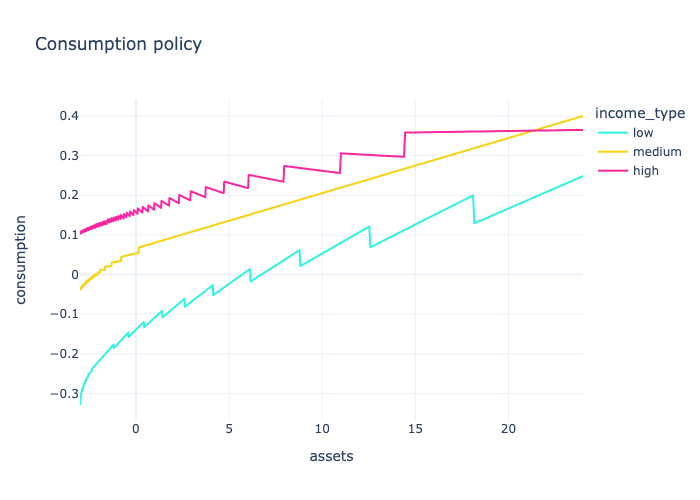 Consumption policy
income_type
low
medium
high
consumption
0.4
0.3
0.2
0.1
0
−0.1
−0.2
−0.3
0
5
10
15
20
assets